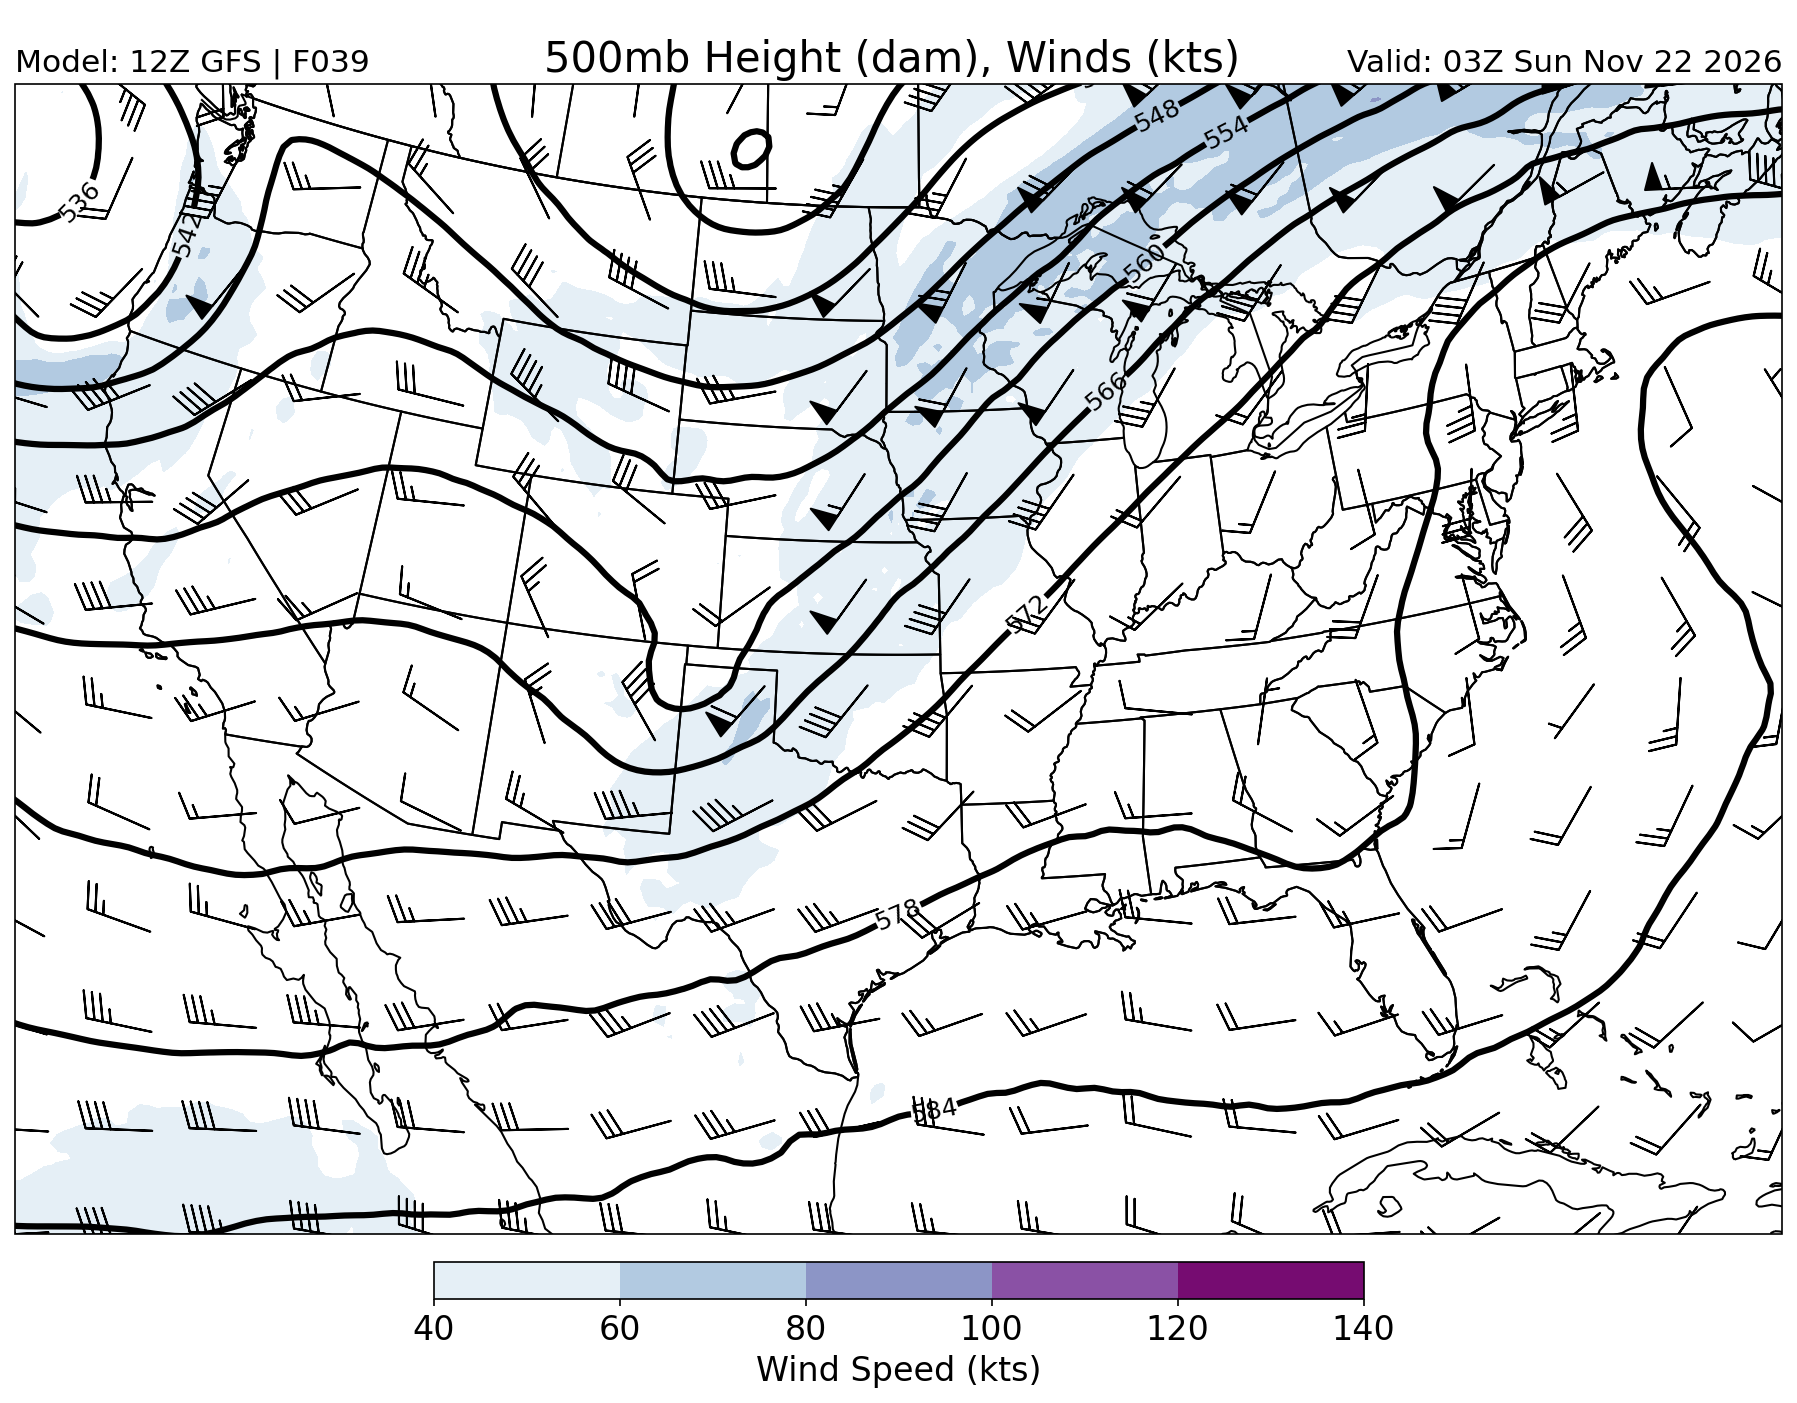 Model: 12Z GFS | F039
500mb Height (dam), Winds (kts)
Valid: 03Z Sun Nov 22 2026
548
554
536
542
560
566
572
578
584
40 60 80 100 120 140
Wind Speed (kts)